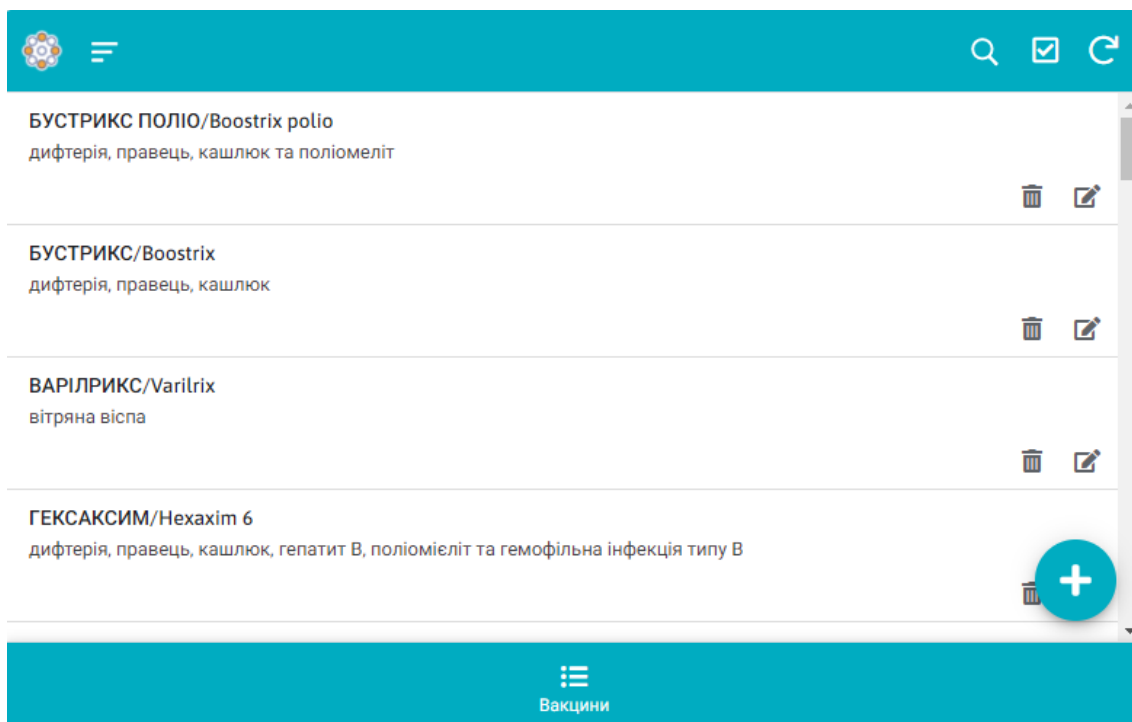 БУСТРИКС ПОЛІО/Boostrix polio
дифтерія, правець, кашлюк та поліомеліт
БУСТРИКС/Boostrix
дифтерія, правець, кашлюк
ВАРІЛРИКС/Varilrix
вітряна віспа
ГЕКСАКСИМ/Hexaxim 6
дифтерія, правець, кашлюк, гепатит В, поліомієліт та гемофільна інфекція типу В
Вакцини